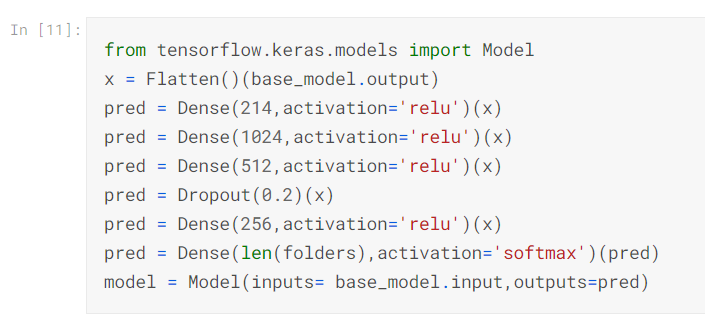 In [11]:
from tensorflow.keras.models import Model
x = Flatten()(base_model.output)
pred = Dense(214,activation='relu')(x)
pred = Dense(1024,activation='relu')(x)
pred = Dense(512,activation='relu')(x)
pred = Dropout(0.2)(x)
pred = Dense(256,activation='relu')(x)
pred = Dense(len(folders),activation='softmax')(pred)
model = Model(inputs= base_model.input,outputs=pred)